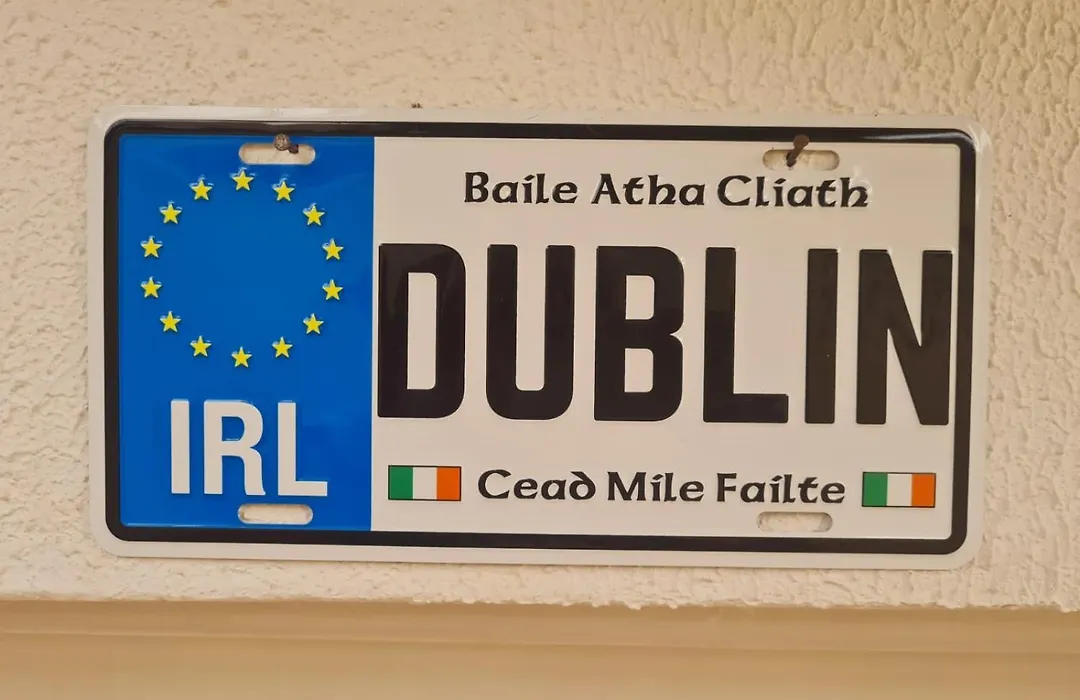 IRL
Baile Atha Cliath
DUBLIN
Cead Mile Failte